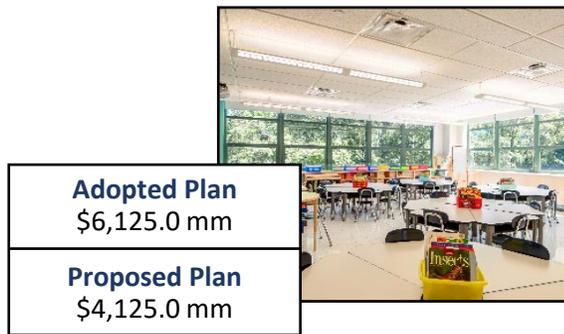 Adopted Plan
$6,125.0 mm
Proposed Plan
$4,125.0 mm
Insects